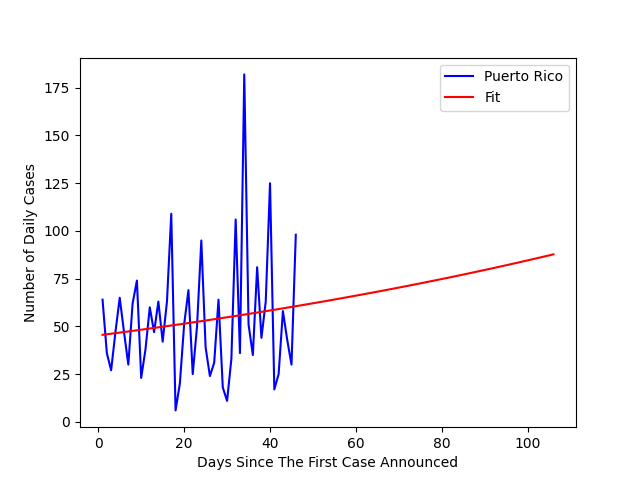 Puerto Rico
Fit
175
150
125
100
75
50
25
0
Number of Daily Cases
0 20 40 60 80 100
Days Since The First Case Announced